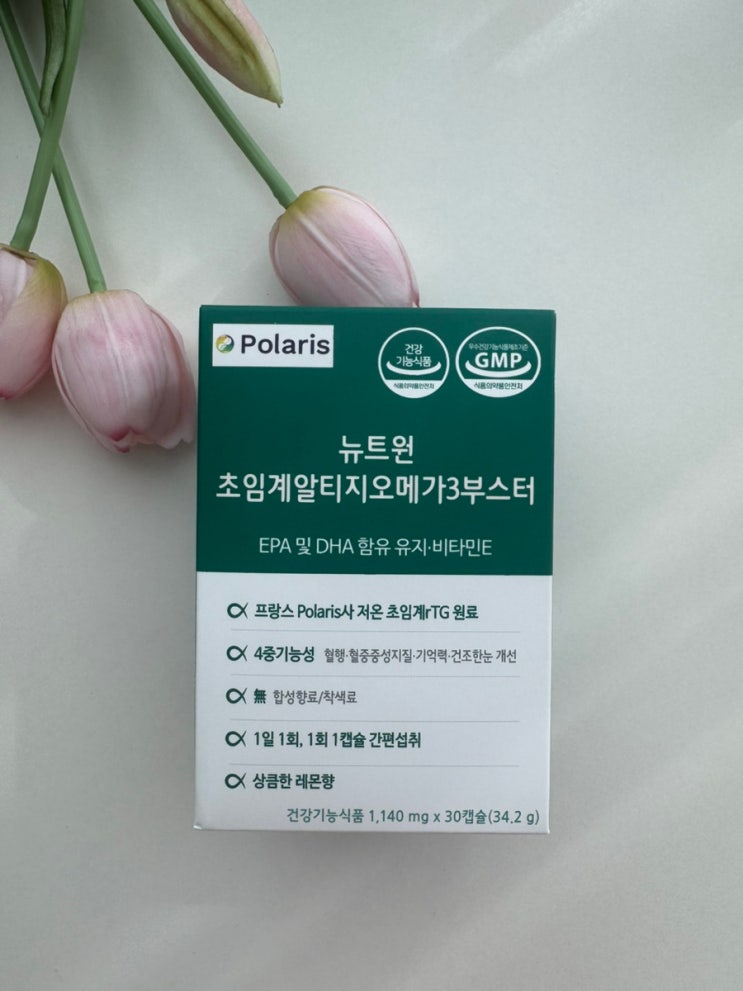 Polaris
건강
기능식품
식품의약품안전처
우수건강기능식품제조기준
GMP
식품의약품안전처
뉴트원
초임계알티지오메가3부스터
EPA 및 DHA 함유 유지·비타민E
프랑스 Polaris사 저온 초임계rTG 원료
4중기능성 혈행·혈중중성지질·기억력·건조한눈 개선
無 합성향료/착색료
1일 1회, 1회 1캡슐 간편섭취
상큼한 레몬향
건강기능식품 1,140 mg x 30캡슐(34.2 g)